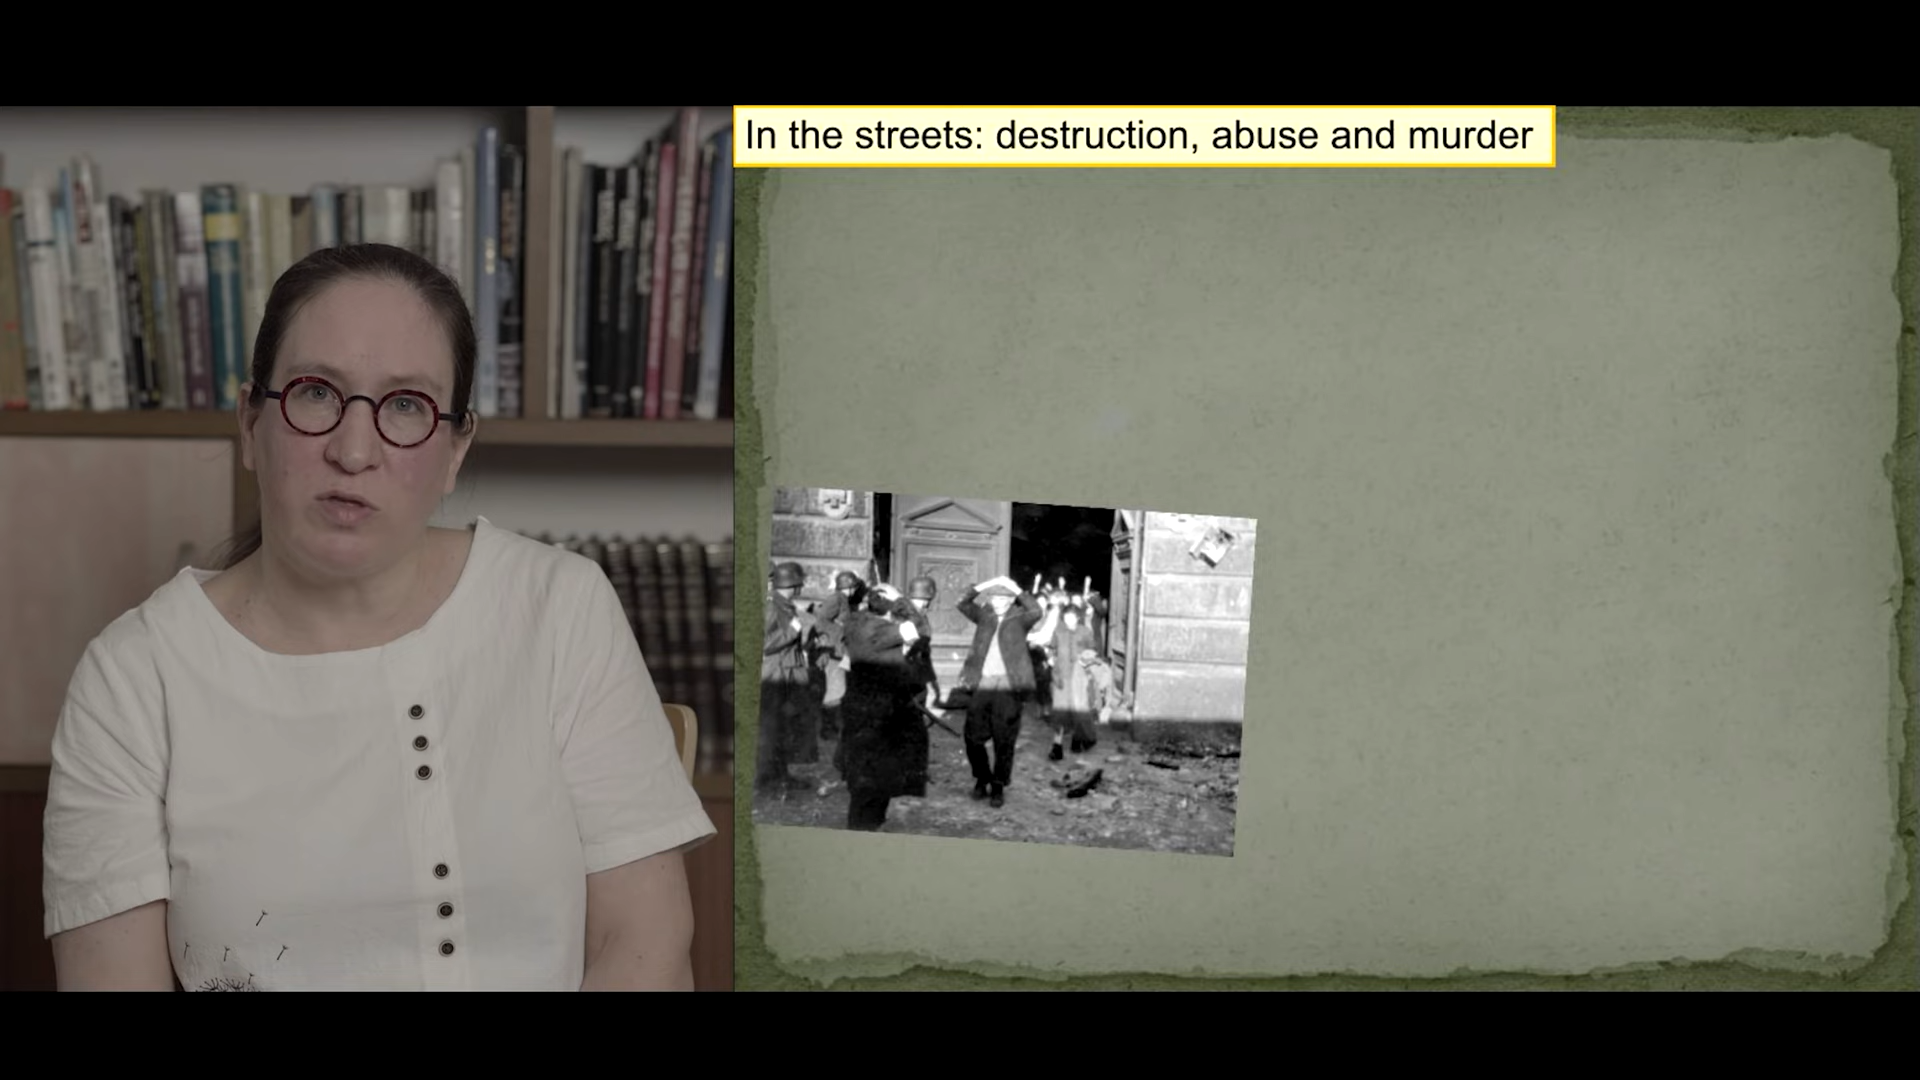 In the streets: destruction, abuse and murder